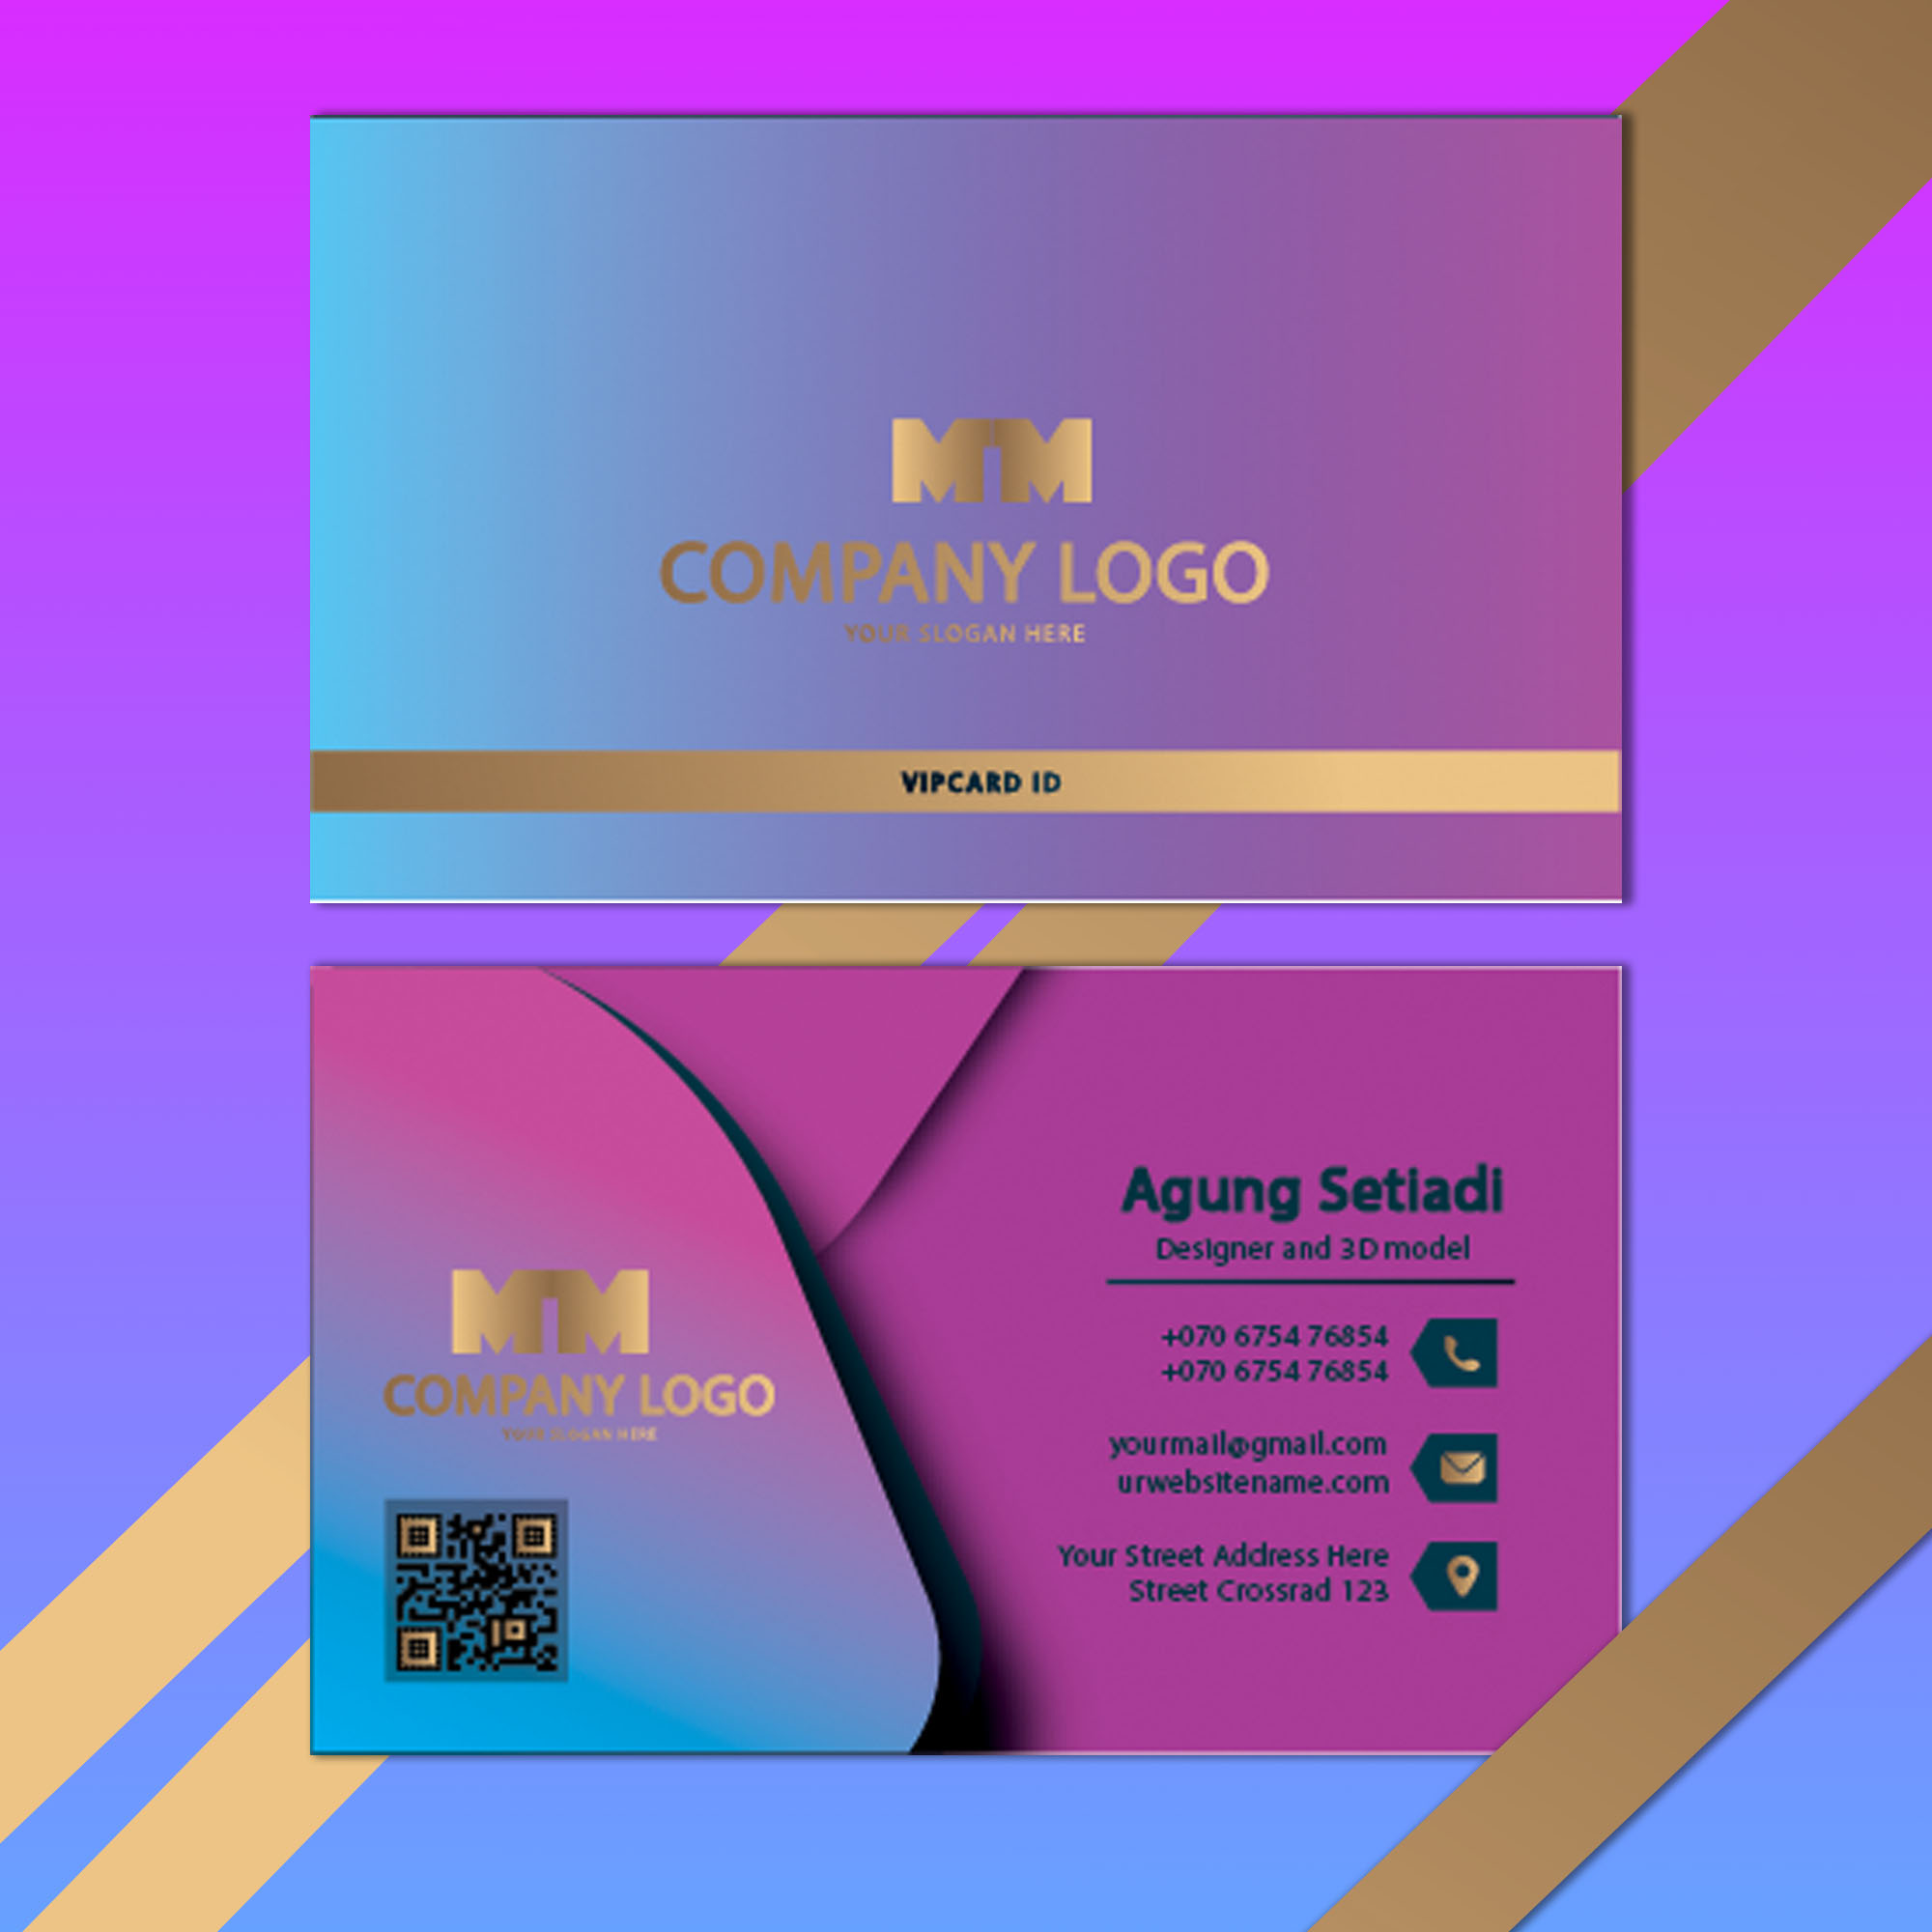 MM
COMPANY LOGO
YOUR SLOGAN HERE
VIPCARD ID
MM
COMPANY LOGO
YOUR SLOGAN HERE
Agung Setiadi
Designer and 3D model
+070 6754 76854
+070 6754 76854
yourmail@gmail.com
urwebsitename.com
Your Street Address Here
Street Crossrad 123